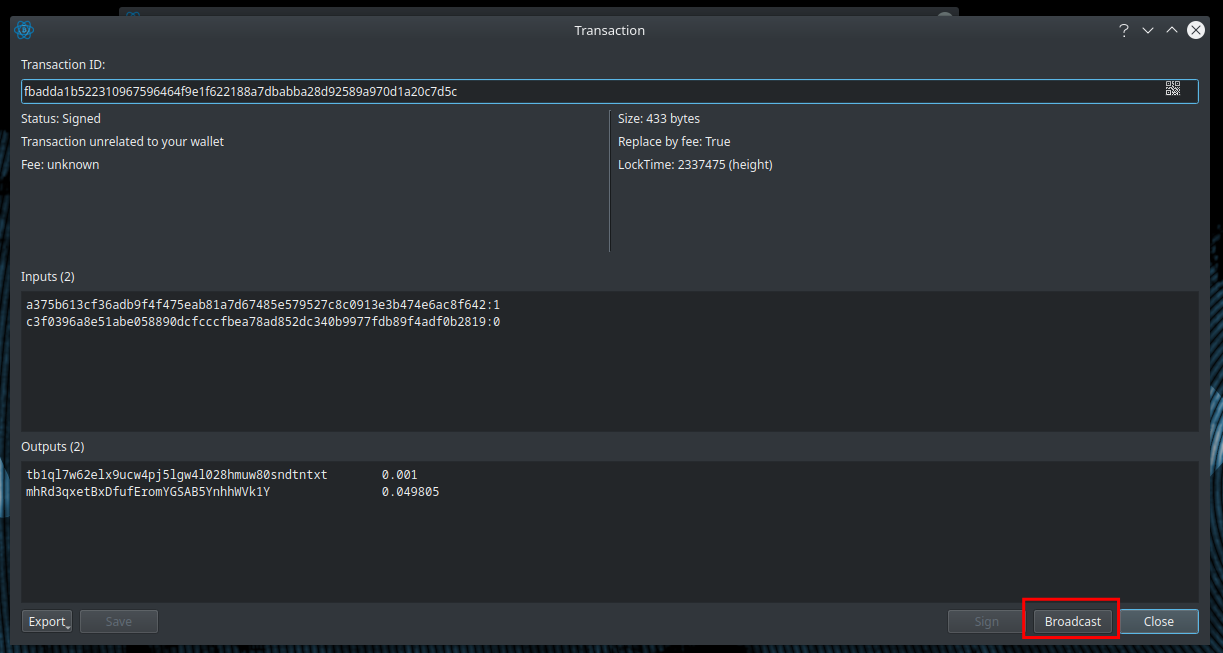 Transaction
Transaction ID:
fbadda1b522310967596464f9e1f622188a7dbabba28d92589a970d1a20c7d5c
Status: Signed
Transaction unrelated to your wallet
Fee: unknown
Size: 433 bytes
Replace by fee: True
LockTime: 2337475 (height)
Inputs (2)
a375b613cf36adb9f4f475eab81a7d67485e579527c8c0913e3b474e6ac8f642:1
c3f0396a8e51abe058890dcfcccfbea78ad852dc340b9977fdb89f4adf0b2819:0
Outputs (2)
tb1ql7w62elx9ucw4pj5lgw4l028hmuw80sndtntxt 0.001
mhRd3qxetBxDfufEromYGSAB5YnhhWVk1Y 0.049805
Export Save Sign Broadcast Close